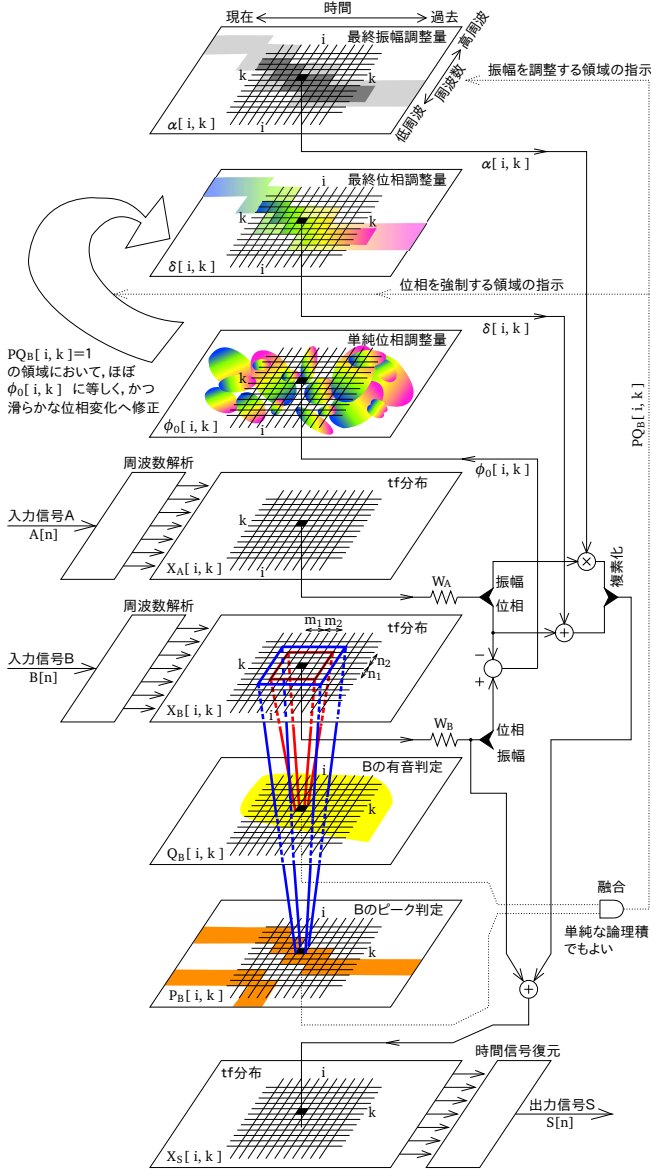 現在 時間 過去
i
最終振幅調整量
高周波
周波数
低周波
k
k
i
α[ i, k ]
振幅を調整する領域の指示
α[ i, k ]
最終位相調整量
k
k
i
δ[ i, k ]
位相を強制する領域の指示
δ[ i, k ]
PQB[ i, k ]=1
の領域において, ほぼ
ϕ0[ i, k ] に等しく, かつ
滑らかな位相変化へ修正
単純位相調整量
ϕ0[ i, k ]
i
PQB[ i, k ]
ϕ0[ i, k ]
周波数解析
tf分布
入力信号A
A[n]
k
XA[ i, k ]
i
WA
振幅
位相
×
複素化
+
周波数解析
tf分布
m1 m2
入力信号B
B[n]
k
n2
n1
XB[ i, k ]
i
−
+
WB
位相
振幅
Bの有音判定
i
k
QB[ i, k ]
融合
単純な論理積
でもよい
Bのピーク判定
i
k
PB[ i, k ]
+
時間信号復元
tf分布
i
k
XS[ i, k ]
出力信号S
S[n]